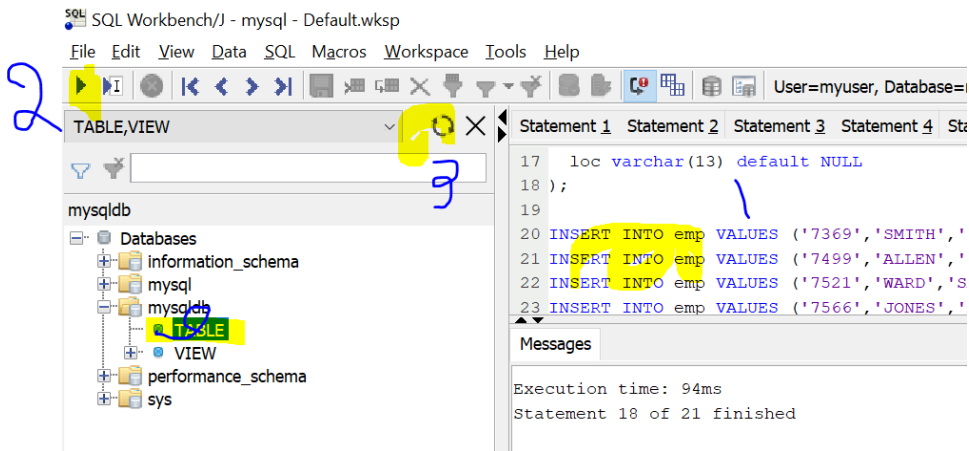 SQL Workbench/J - mysql - Default.wksp
File Edit View Data SQL Macros Workspace Tools Help
User=myuser, Database=
2
TABLE,VIEW
Statement 1 Statement 2 Statement 3 Statement 4
3
1
mysqldb
Databases
information_schema
mysql
mysqldb
TABLE
VIEW
performance_schema
sys
17 loc varchar(13) default NULL
18 );
19
20 INSERT INTO emp VALUES ('7369','SMITH','
21 INSERT INTO emp VALUES ('7499','ALLEN','
22 INSERT INTO emp VALUES ('7521','WARD','S
23 INSERT INTO emp VALUES ('7566','JONES','
Messages
Execution time: 94ms
Statement 18 of 21 finished